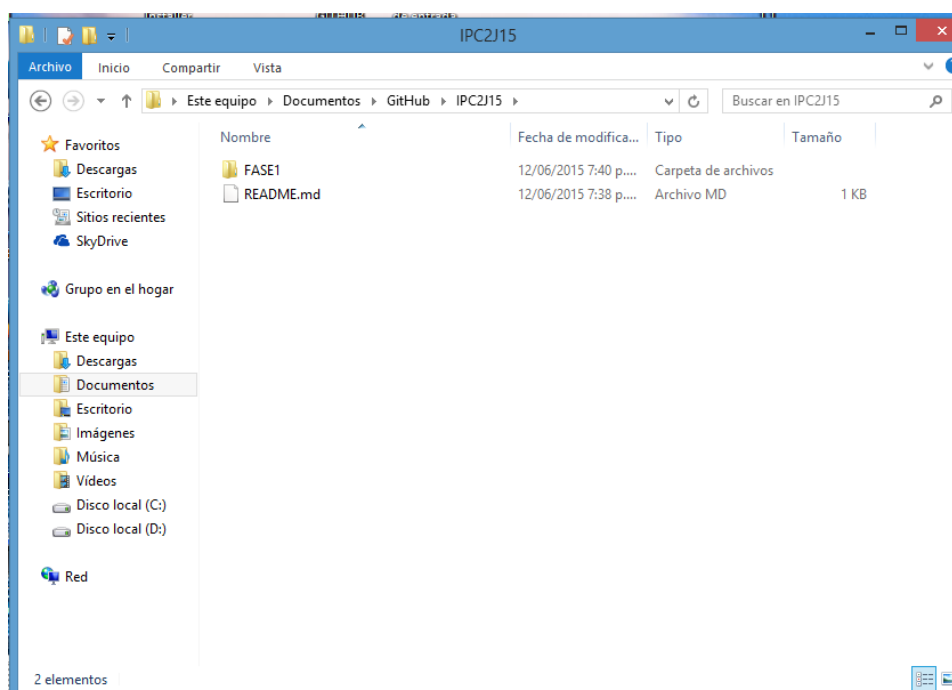 IPC2J15
Archivo Inicio Compartir Vista
Este equipo Documentos GitHub IPC2J15 Buscar en IPC2J15
Nombre Fecha de modifica... Tipo Tamaño
FASE1 12/06/2015 7:40 p.... Carpeta de archivos
README.md 12/06/2015 7:38 p.... Archivo MD 1 KB
Favoritos
Descargas
Escritorio
Sitios recientes
SkyDrive
Grupo en el hogar
Este equipo
Descargas
Documentos
Escritorio
Imágenes
Música
Vídeos
Disco local (C:)
Disco local (D:)
Red
2 elementos